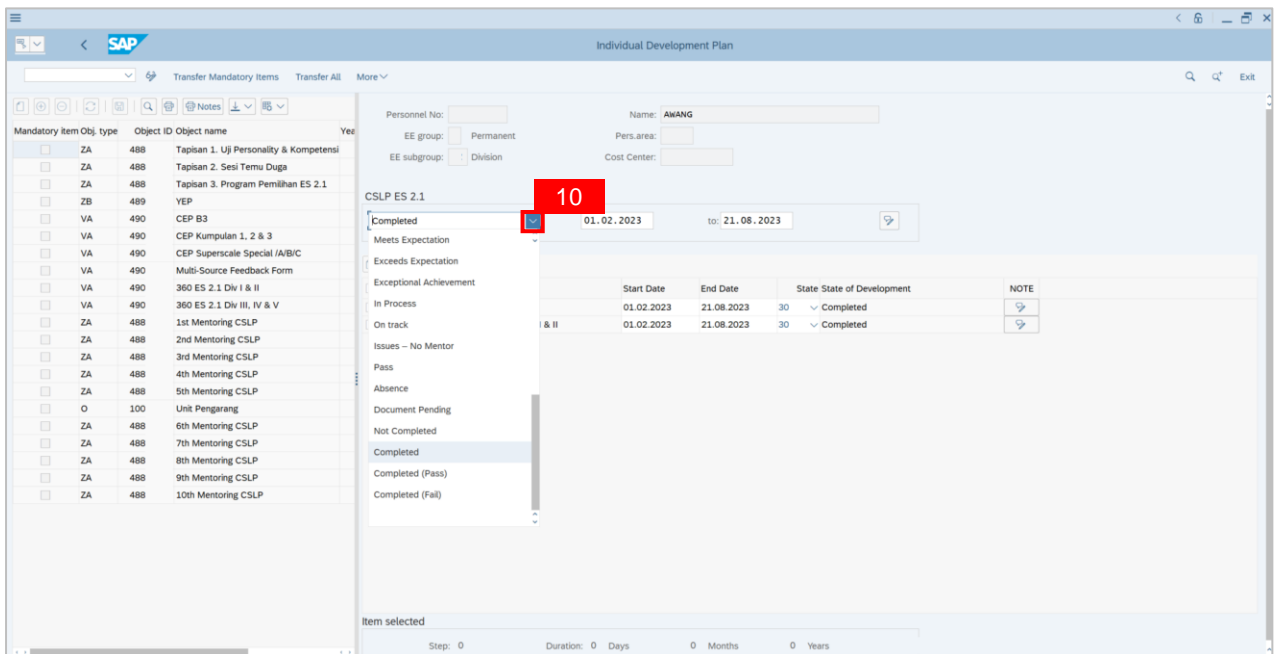 SAP
Individual Development Plan
Transfer Mandatory Items Transfer All More Exit
Notes
Mandatory item Obj. type Object ID Object name Yea
ZA 488 Tapisan 1. Uji Personality & Kompetensi
ZA 488 Tapisan 2. Sesi Temu Duga
ZA 488 Tapisan 3. Program Pemilihan ES 2.1
ZB 489 YEP
VA 490 CEP B3
VA 490 CEP Kumpulan 1, 2 & 3
VA 490 CEP Superscale Special /A/B/C
VA 490 Multi-Source Feedback Form
VA 490 360 ES 2.1 Div I & II
VA 490 360 ES 2.1 Div III, IV & V
ZA 488 1st Mentoring CSLP
ZA 488 2nd Mentoring CSLP
ZA 488 3rd Mentoring CSLP
ZA 488 4th Mentoring CSLP
ZA 488 5th Mentoring CSLP
O 100 Unit Pengarang
ZA 488 6th Mentoring CSLP
ZA 488 7th Mentoring CSLP
ZA 488 8th Mentoring CSLP
ZA 488 9th Mentoring CSLP
ZA 488 10th Mentoring CSLP
Personnel No: Name: AWANG
EE group: Permanent Pers.area:
EE subgroup: Division Cost Center:
CSLP ES 2.1
10
Completed 01.02.2023 to: 21.08.2023
Meets Expectation
Exceeds Expectation
Exceptional Achievement
In Process
On track
Issues – No Mentor
Pass
Absence
Document Pending
Not Completed
Completed
Completed (Pass)
Completed (Fail)
Start Date End Date State State of Development NOTE
01.02.2023 21.08.2023 30 Completed
& II 01.02.2023 21.08.2023 30 Completed
Item selected
Step: 0 Duration: 0 Days 0 Months 0 Years